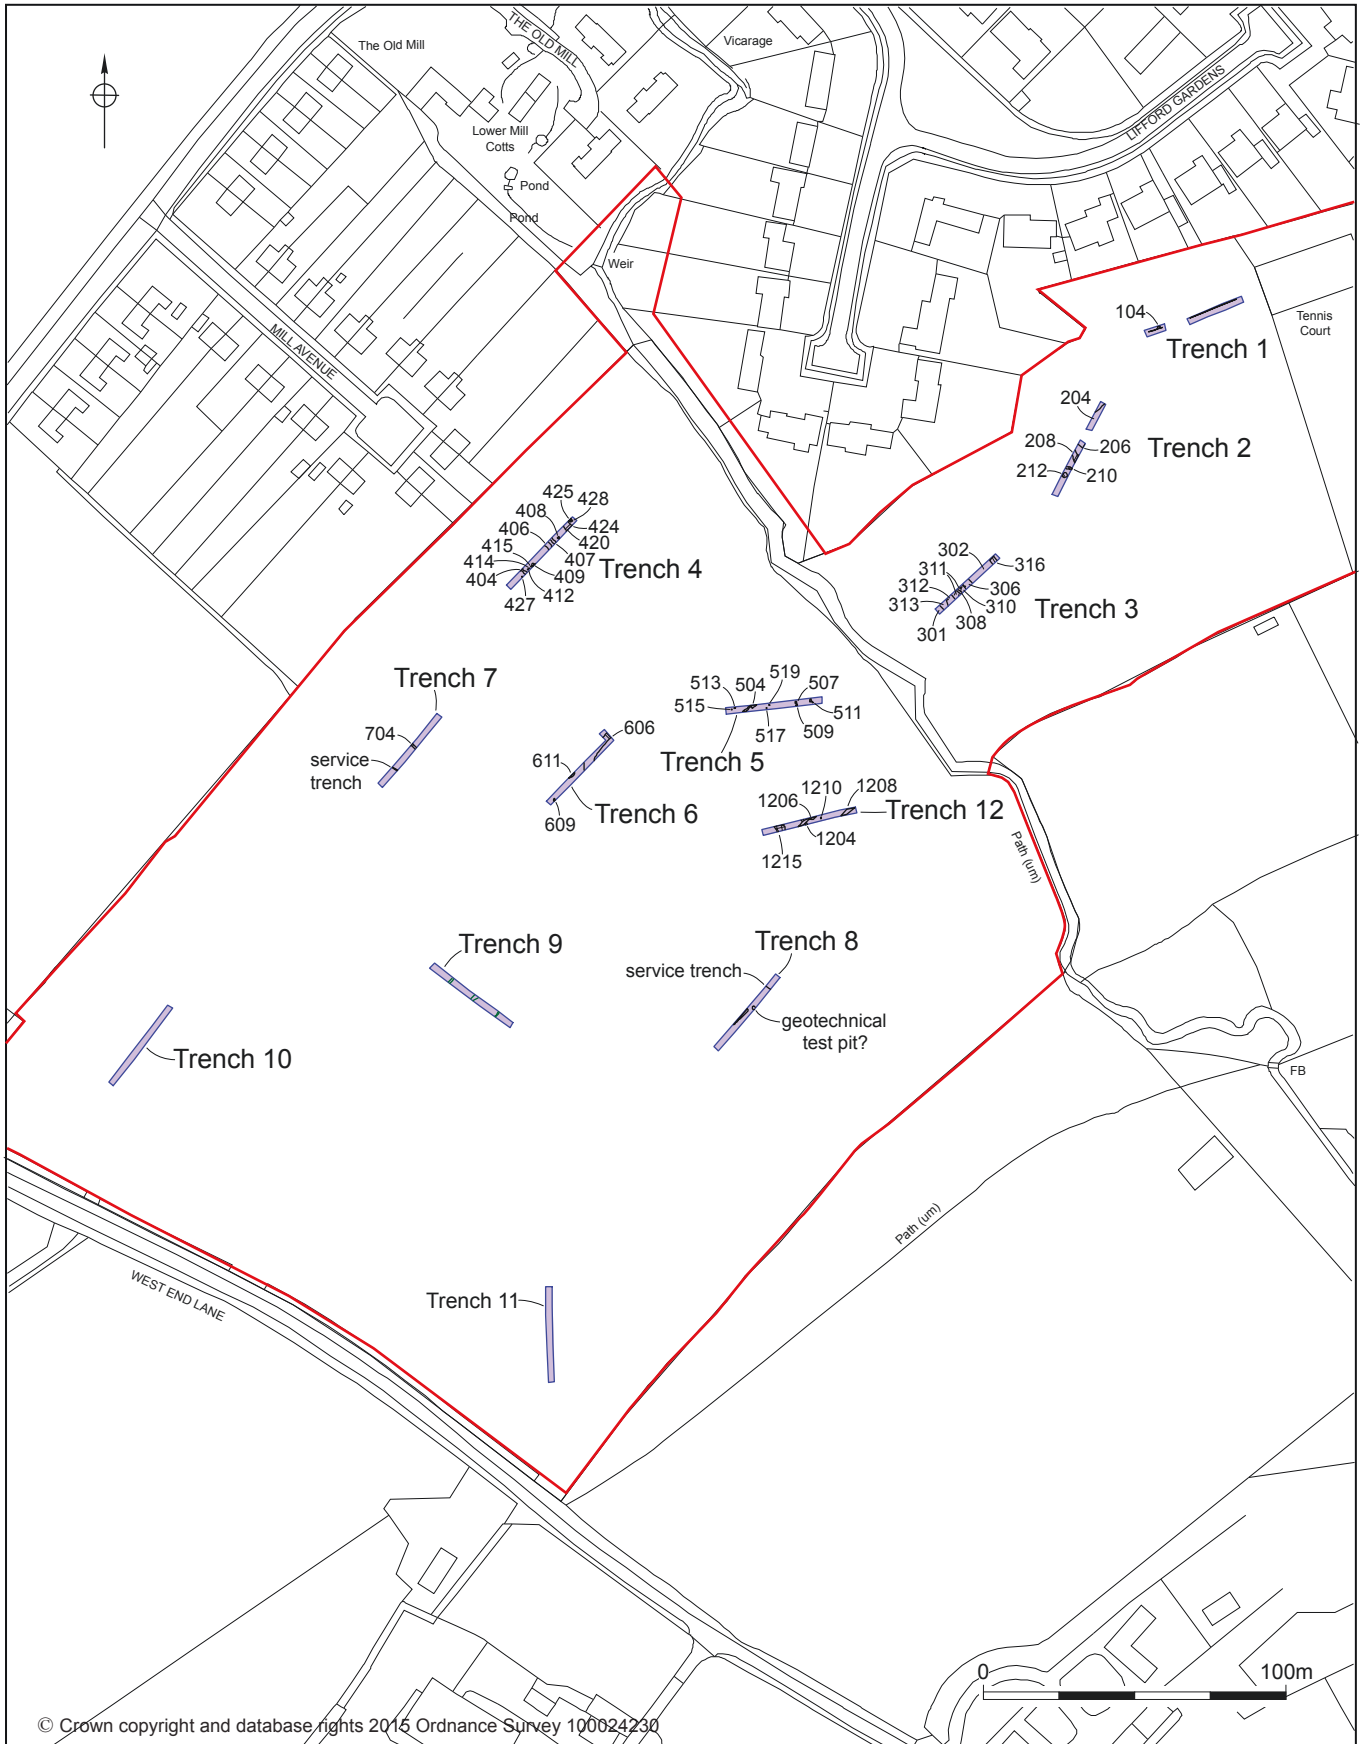 The Old Mill
THE OLD MILL
Vicarage
LIFFORD GARDENS
Lower Mill
Cotts
Pond
Pond
Weir
MILL AVENUE
Tennis
Court
104
Trench 1
204
208
206
Trench 2
212
210
425
428
408
424
406
420
415
407
414
409
404
412
427
Trench 4
302
316
311
312
306
313
310
308
301
Trench 3
Trench 7
704
service
trench
513
504
519
507
515
517
509
511
Trench 5
606
611
609
Trench 6
1206
1210
1208
Trench 12
1204
1215
Path (um)
Trench 9
Trench 8
service trench
geotechnical
test pit?
Trench 10
FB
Path (um)
WEST END LANE
Trench 11
0
100m
© Crown copyright and database rights 2015 Ordnance Survey 100024230